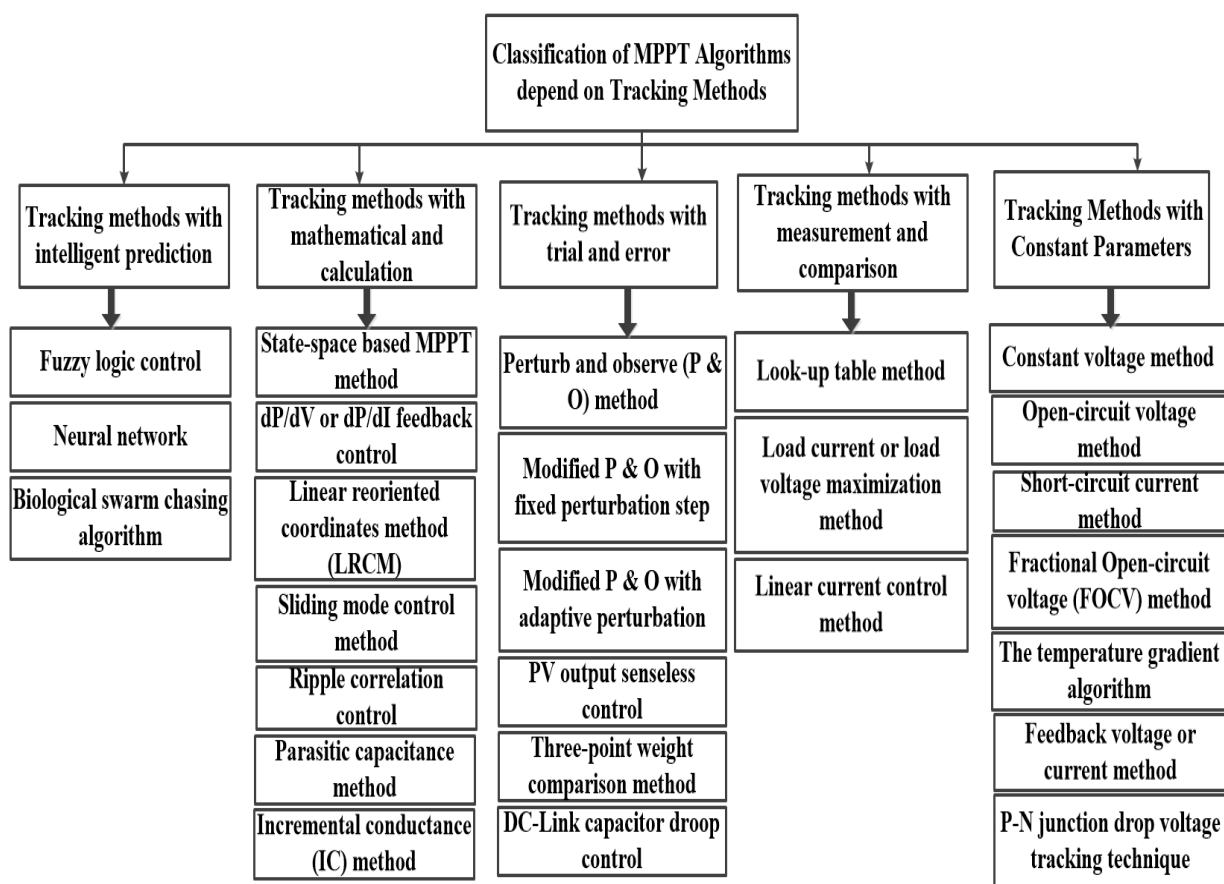 Classification of MPPT Algorithms
depend on Tracking Methods
Tracking methods with
intelligent prediction
Fuzzy logic control
Neural network
Biological swarm chasing
algorithm
Tracking methods with
mathematical and
calculation
State-space based MPPT
method
dP/dV or dP/dI feedback
control
Linear reoriented
coordinates method
(LRCM)
Sliding mode control
method
Ripple correlation
control
Parasitic capacitance
method
Incremental conductance
(IC) method
Tracking methods with
trial and error
Perturb and observe (P &
O) method
Modified P & O with
fixed perturbation step
Modified P & O with
adaptive perturbation
PV output senseless
control
Three-point weight
comparison method
DC-Link capacitor droop
control
Tracking methods with
measurement and
comparison
Look-up table method
Load current or load
voltage maximization
method
Linear current control
method
Tracking Methods with
Constant Parameters
Constant voltage method
Open-circuit voltage
method
Short-circuit current
method
Fractional Open-circuit
voltage (FOCV) method
The temperature gradient
algorithm
Feedback voltage or
current method
P-N junction drop voltage
tracking technique